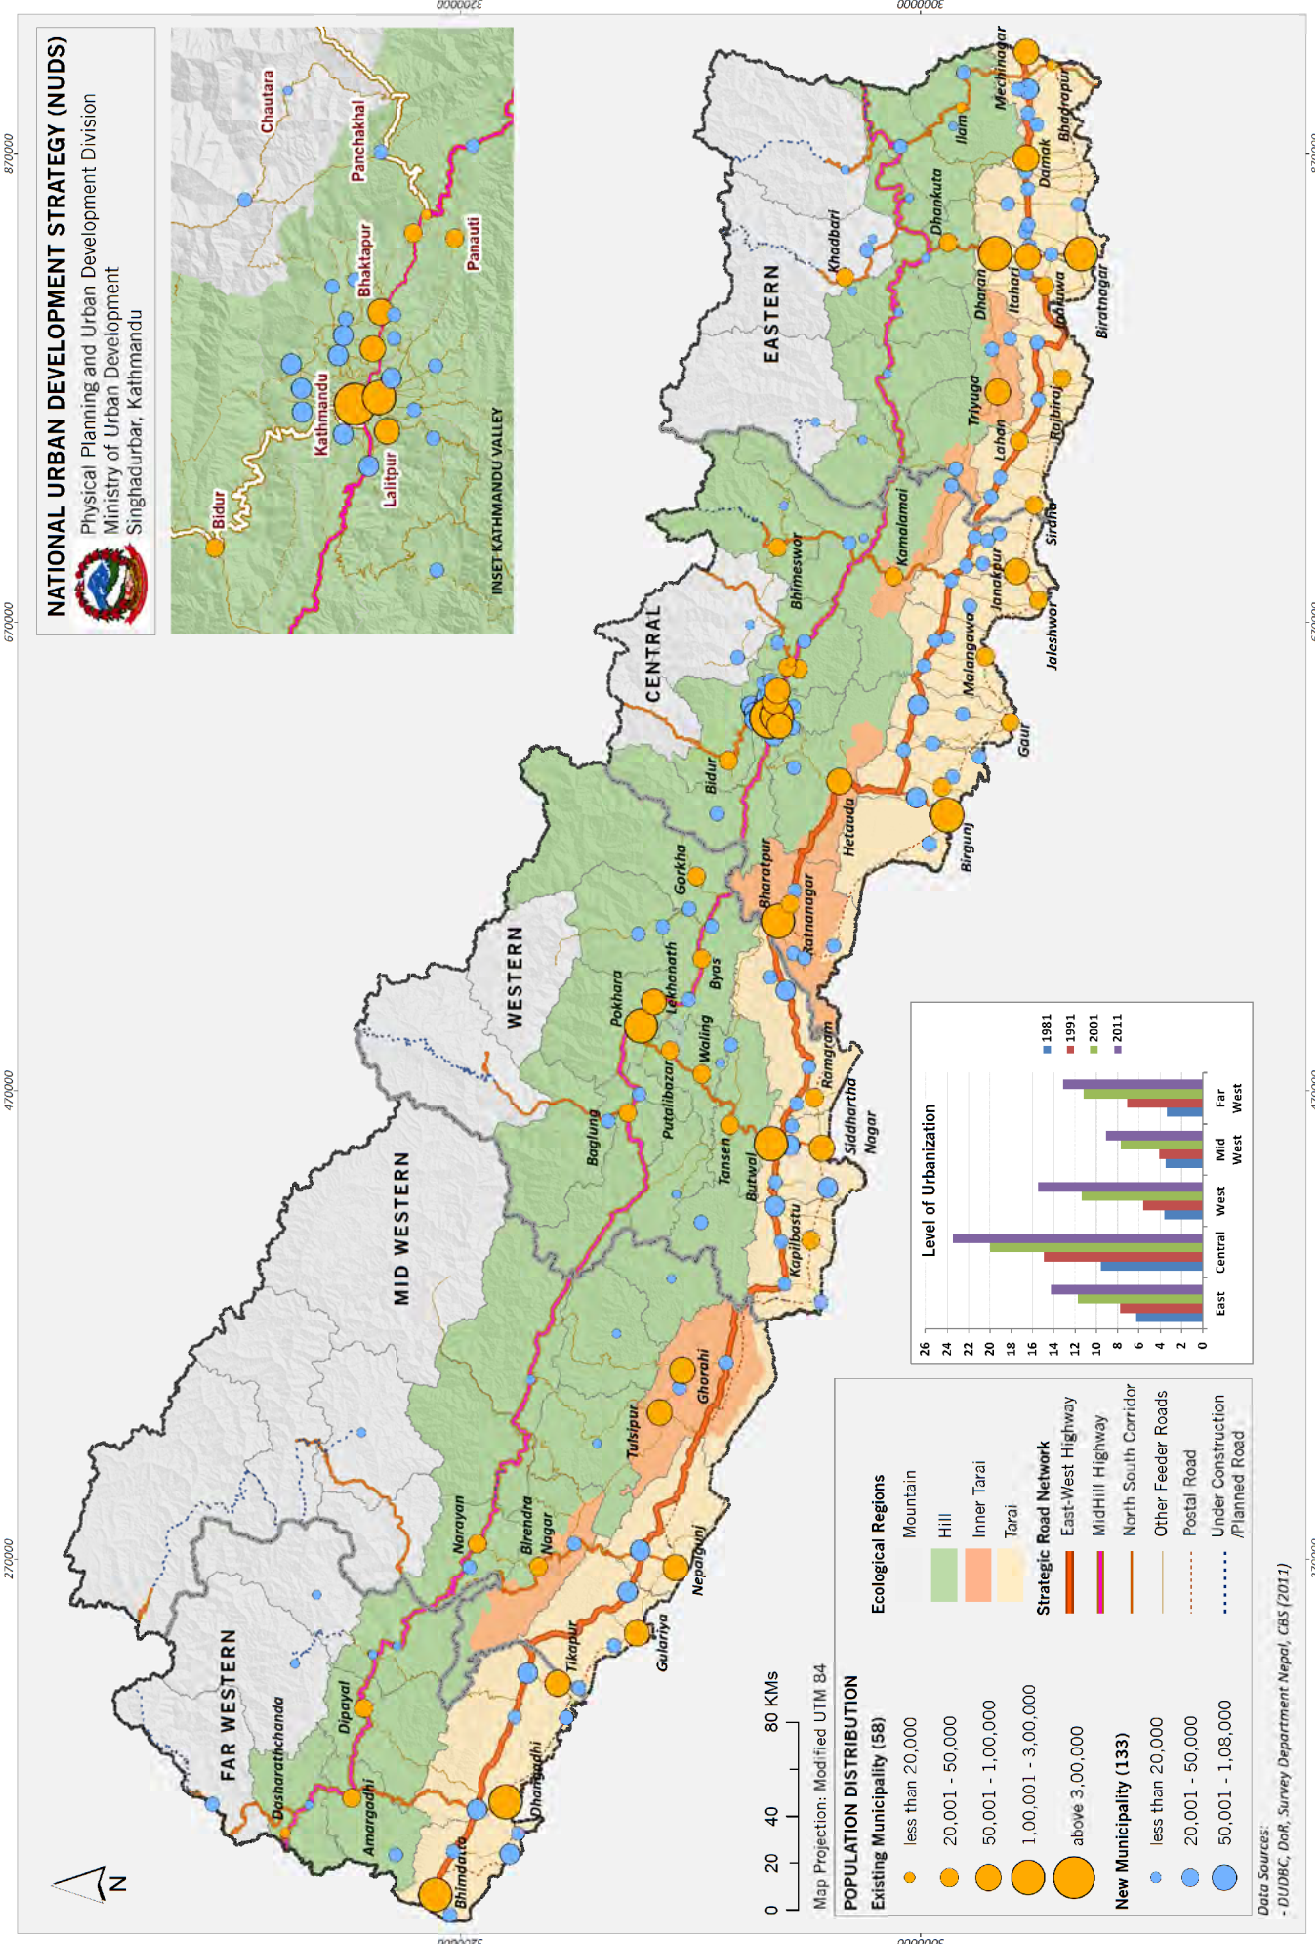 NATIONAL URBAN DEVELOPMENT STRATEGY (NUDS)
Physical Planning and Urban Development Division
Ministry of Urban Development
Singhadurbar, Kathmandu
Bidur
Kathmandu
Lalitpur
Bhaktapur
Chautara
Panchakhal
Panauti
INSET KATHMANDU VALLEY
270000
470000
670000
870000
N
FAR WESTERN
MID WESTERN
WESTERN
CENTRAL
EASTERN
Dasharathchanda
Dipayal
Amargadhi
Bhimdatta
Dhangadhi
Tikapur
Narayan
Birendra
Nagar
Gulariya
Nepalgunj
Tulsipur
Ghorahi
Baglung
Pokhara
Lekhanath
Putalibazar
Waling
Tansen
Butwal
Kapilbastu
Siddhartha
Nagar
Ramgram
Byas
Gorkha
Bharatpur
Ratnanagar
Bidur
Hetauda
Birgunj
Gaur
Malangawa
Jaleshwor
Janakpur
Bhimeswor
Kamalamai
Siraha
Lahan
Rajbiraj
Triyuga
Khadbari
Dhankuta
Dharan
Itahari
Inaruwa
Biratnagar
Ilam
Damak
Mechinagar
Bhadrapur
0 20 40 80 KMs
Map Projection: Modified UTM 84
POPULATION DISTRIBUTION
Existing Municipality (58)
less than 20,000
20,001 - 50,000
50,001 - 1,00,000
1,00,001 - 3,00,000
above 3,00,000
New Municipality (133)
less than 20,000
20,001 - 50,000
50,001 - 1,08,000
Ecological Regions
Mountain
Hill
Inner Tarai
Tarai
Strategic Road Network
East-West Highway
MidHill Highway
North South Corridor
Other Feeder Roads
Postal Road
Under Construction
/Planned Road
Level of Urbanization
26
24
22
20
18
16
14
12
10
8
6
4
2
0
East Central West Mid West Far West
1981
1991
2001
2011
Data Sources:
- DUDBC, DoR, Survey Department Nepal, CBS (2011)